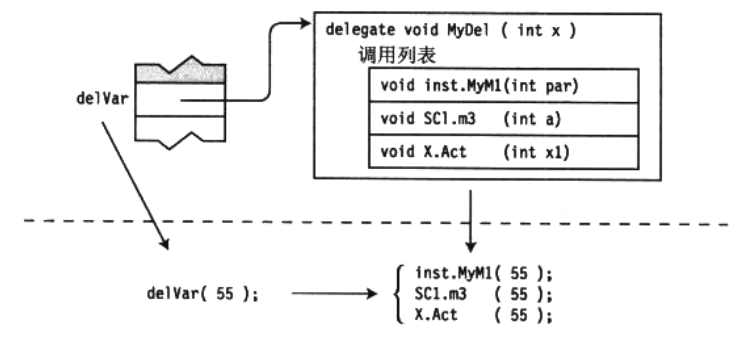 delegate void MyDel ( int x )
调用列表
void inst.MyM1(int par)
delVar
void SCl.m3 (int a)
void X.Act (int x1)
inst.MyM1( 55 );
delVar( 55 );
SCl.m3 ( 55 );
X.Act ( 55 );